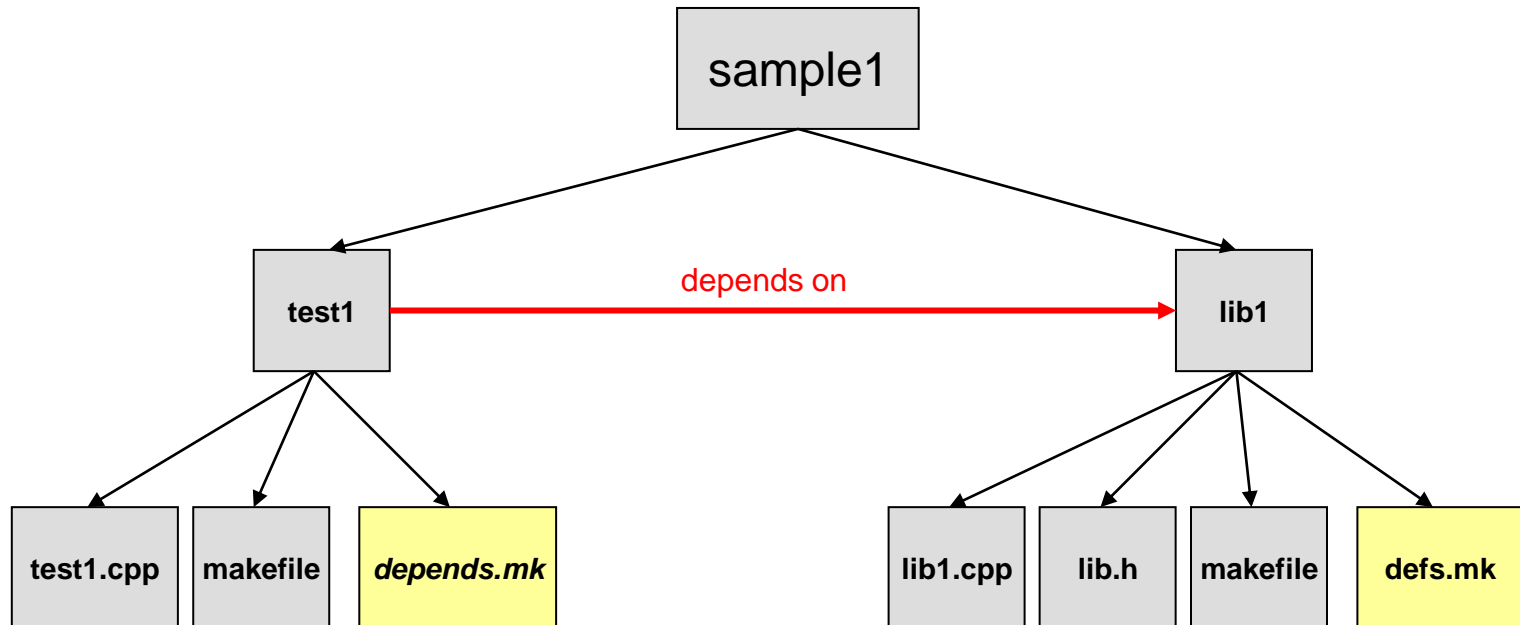 sample1
depends on
test1
lib1
test1.cpp
makefile
depends.mk
lib1.cpp
lib.h
makefile
defs.mk